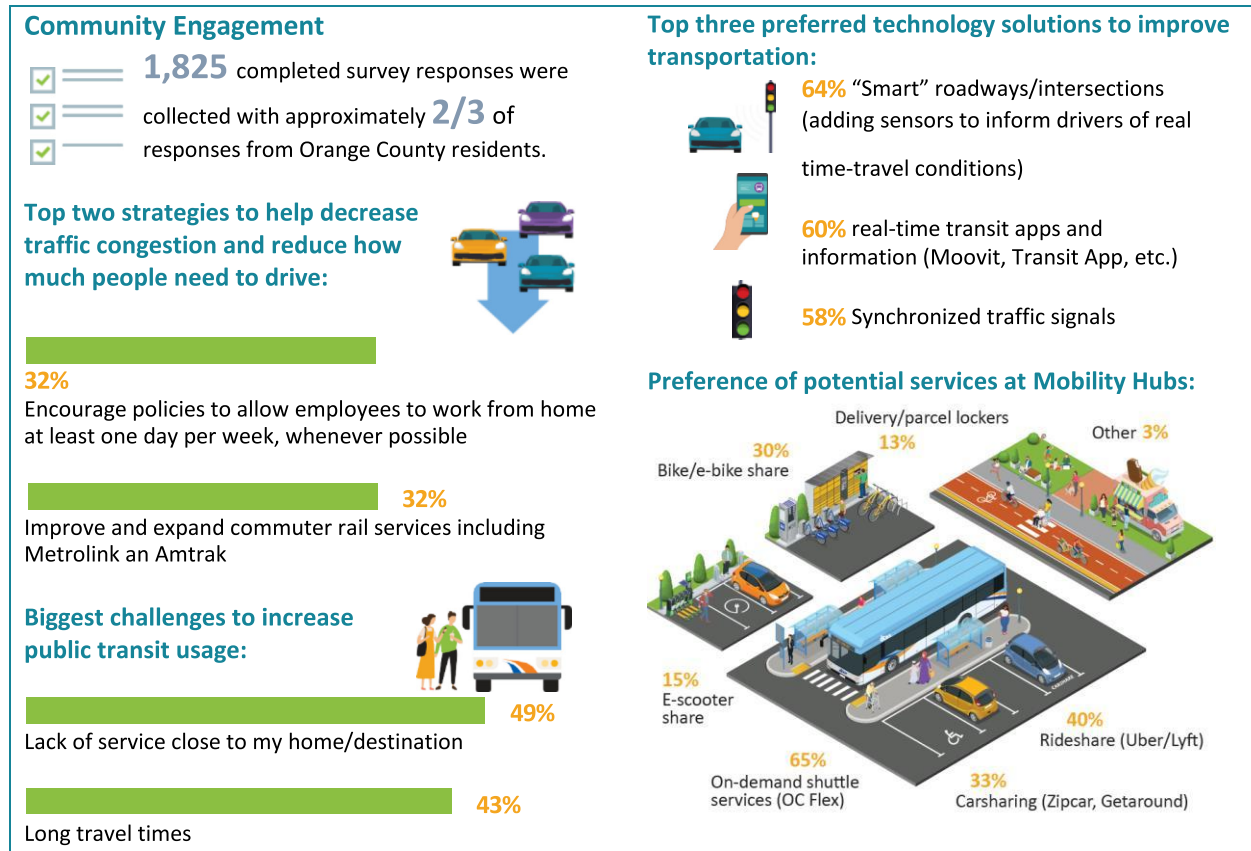 Community Engagement
1,825 completed survey responses were
collected with approximately 2/3 of
responses from Orange County residents.
Top two strategies to help decrease
traffic congestion and reduce how
much people need to drive:
32%
Encourage policies to allow employees to work from home
at least one day per week, whenever possible
32%
Improve and expand commuter rail services including
Metrolink an Amtrak
Biggest challenges to increase
public transit usage:
49%
Lack of service close to my home/destination
43%
Long travel times
Top three preferred technology solutions to improve
transportation:
64% “Smart” roadways/intersections
(adding sensors to inform drivers of real
time-travel conditions)
60% real-time transit apps and
information (Moovit, Transit App, etc.)
58% Synchronized traffic signals
Preference of potential services at Mobility Hubs:
Delivery/parcel lockers
13%
30%
Bike/e-bike share
Other 3%
15%
E-scooter
share
65%
On-demand shuttle
services (OC Flex)
40%
Rideshare (Uber/Lyft)
33%
Carsharing (Zipcar, Getaround)
CARSHARE